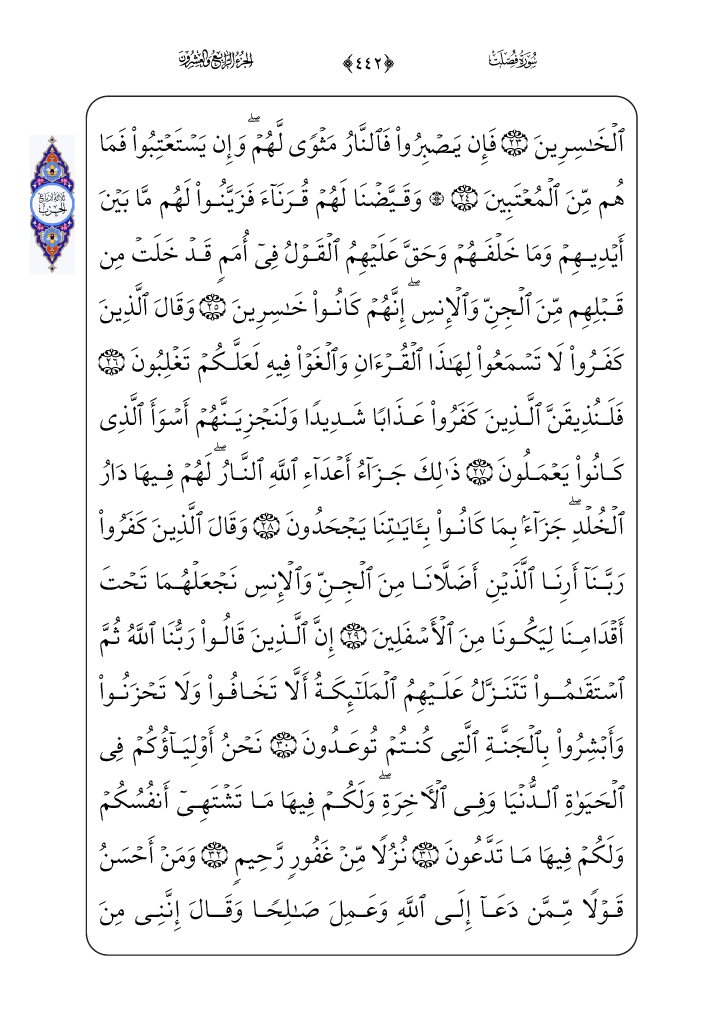 سُورَةُ فُصِّلَتْ ﴿٤٤٢﴾ الجُزْءُ الرَّابِعُ وَالعِشْرُونَ
ٱلۡخَٰسِرِينَ ٢٣ فَإِن يَصۡبِرُواْ فَٱلنَّارُ مَثۡوٗى لَّهُمۡۖ وَإِن يَسۡتَعۡتِبُواْ فَمَا
هُم مِّنَ ٱلۡمُعۡتَبِينَ ٢٤ ۞ وَقَيَّضۡنَا لَهُمۡ قُرَنَآءَ فَزَيَّنُواْ لَهُم مَّا بَيۡنَ
أَيۡدِيهِمۡ وَمَا خَلۡفَهُمۡ وَحَقَّ عَلَيۡهِمُ ٱلۡقَوۡلُ فِيٓ أُمَمٖ قَدۡ خَلَتۡ مِن
قَبۡلِهِم مِّنَ ٱلۡجِنِّ وَٱلۡإِنسِۖ إِنَّهُمۡ كَانُواْ خَٰسِرِينَ ٢٥ وَقَالَ ٱلَّذِينَ
كَفَرُواْ لَا تَسۡمَعُواْ لِهَٰذَا ٱلۡقُرۡءَانِ وَٱلۡغَوۡاْ فِيهِ لَعَلَّكُمۡ تَغۡلِبُونَ ٢٦
فَلَنُذِيقَنَّ ٱلَّذِينَ كَفَرُواْ عَذَابٗا شَدِيدٗا وَلَنَجۡزِيَنَّهُمۡ أَسۡوَأَ ٱلَّذِي
كَانُواْ يَعۡمَلُونَ ٢٧ ذَٰلِكَ جَزَآءُ أَعۡدَآءِ ٱللَّهِ ٱلنَّارُۖ لَهُمۡ فِيهَا دَارُ
ٱلۡخُلۡدِۖ جَزَآءَۢ بِمَا كَانُواْ بِـَٔايَٰتِنَا يَجۡحَدُونَ ٢٨ وَقَالَ ٱلَّذِينَ كَفَرُواْ
رَبَّنَآ أَرِنَا ٱلَّذَيۡنِ أَضَلَّانَا مِنَ ٱلۡجِنِّ وَٱلۡإِنسِ نَجۡعَلۡهُمَا تَحۡتَ
أَقۡدَامِنَا لِيَكُونَا مِنَ ٱلۡأَسۡفَلِينَ ٢٩ إِنَّ ٱلَّذِينَ قَالُواْ رَبُّنَا ٱللَّهُ ثُمَّ
ٱسۡتَقَٰمُواْ تَتَنَزَّلُ عَلَيۡهِمُ ٱلۡمَلَٰٓئِكَةُ أَلَّا تَخَافُواْ وَلَا تَحۡزَنُواْ
وَأَبۡشِرُواْ بِٱلۡجَنَّةِ ٱلَّتِي كُنتُمۡ تُوعَدُونَ ٣٠ نَحۡنُ أَوۡلِيَآؤُكُمۡ فِي
ٱلۡحَيَوٰةِ ٱلدُّنۡيَا وَفِي ٱلۡأٓخِرَةِۖ وَلَكُمۡ فِيهَا مَا تَشۡتَهِيٓ أَنفُسُكُمۡ
وَلَكُمۡ فِيهَا مَا تَدَّعُونَ ٣١ نُزُلٗا مِّنۡ غَفُورٖ رَّحِيمٖ ٣٢ وَمَنۡ أَحۡسَنُ
قَوۡلٗا مِّمَّن دَعَآ إِلَى ٱللَّهِ وَعَمِلَ صَٰلِحٗا وَقَالَ إِنَّنِي مِنَ
ثلاثة أرباع
الحزب